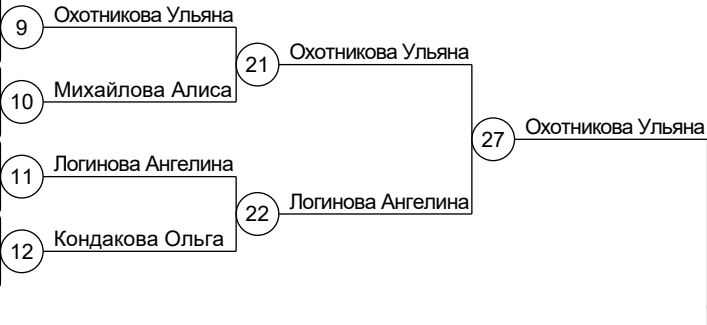 9 Охотникова Ульяна
21 Охотникова Ульяна
10 Михайлова Алиса
27 Охотникова Ульяна
11 Логинова Ангелина
22 Логинова Ангелина
12 Кондакова Ольга